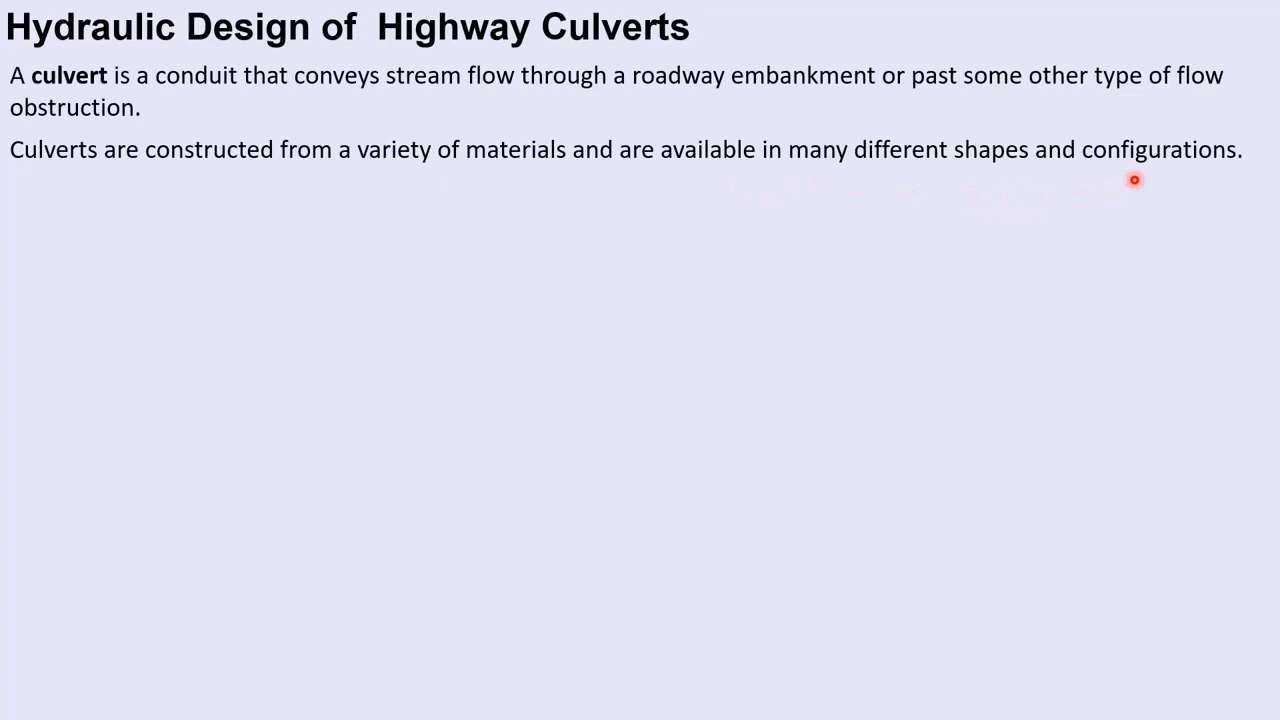 Hydraulic Design of  Highway Culverts
A culvert is a conduit that conveys stream flow through a roadway embankment or past some other type of flow
obstruction.
Culverts are constructed from a variety of materials and are available in many different shapes and configurations.